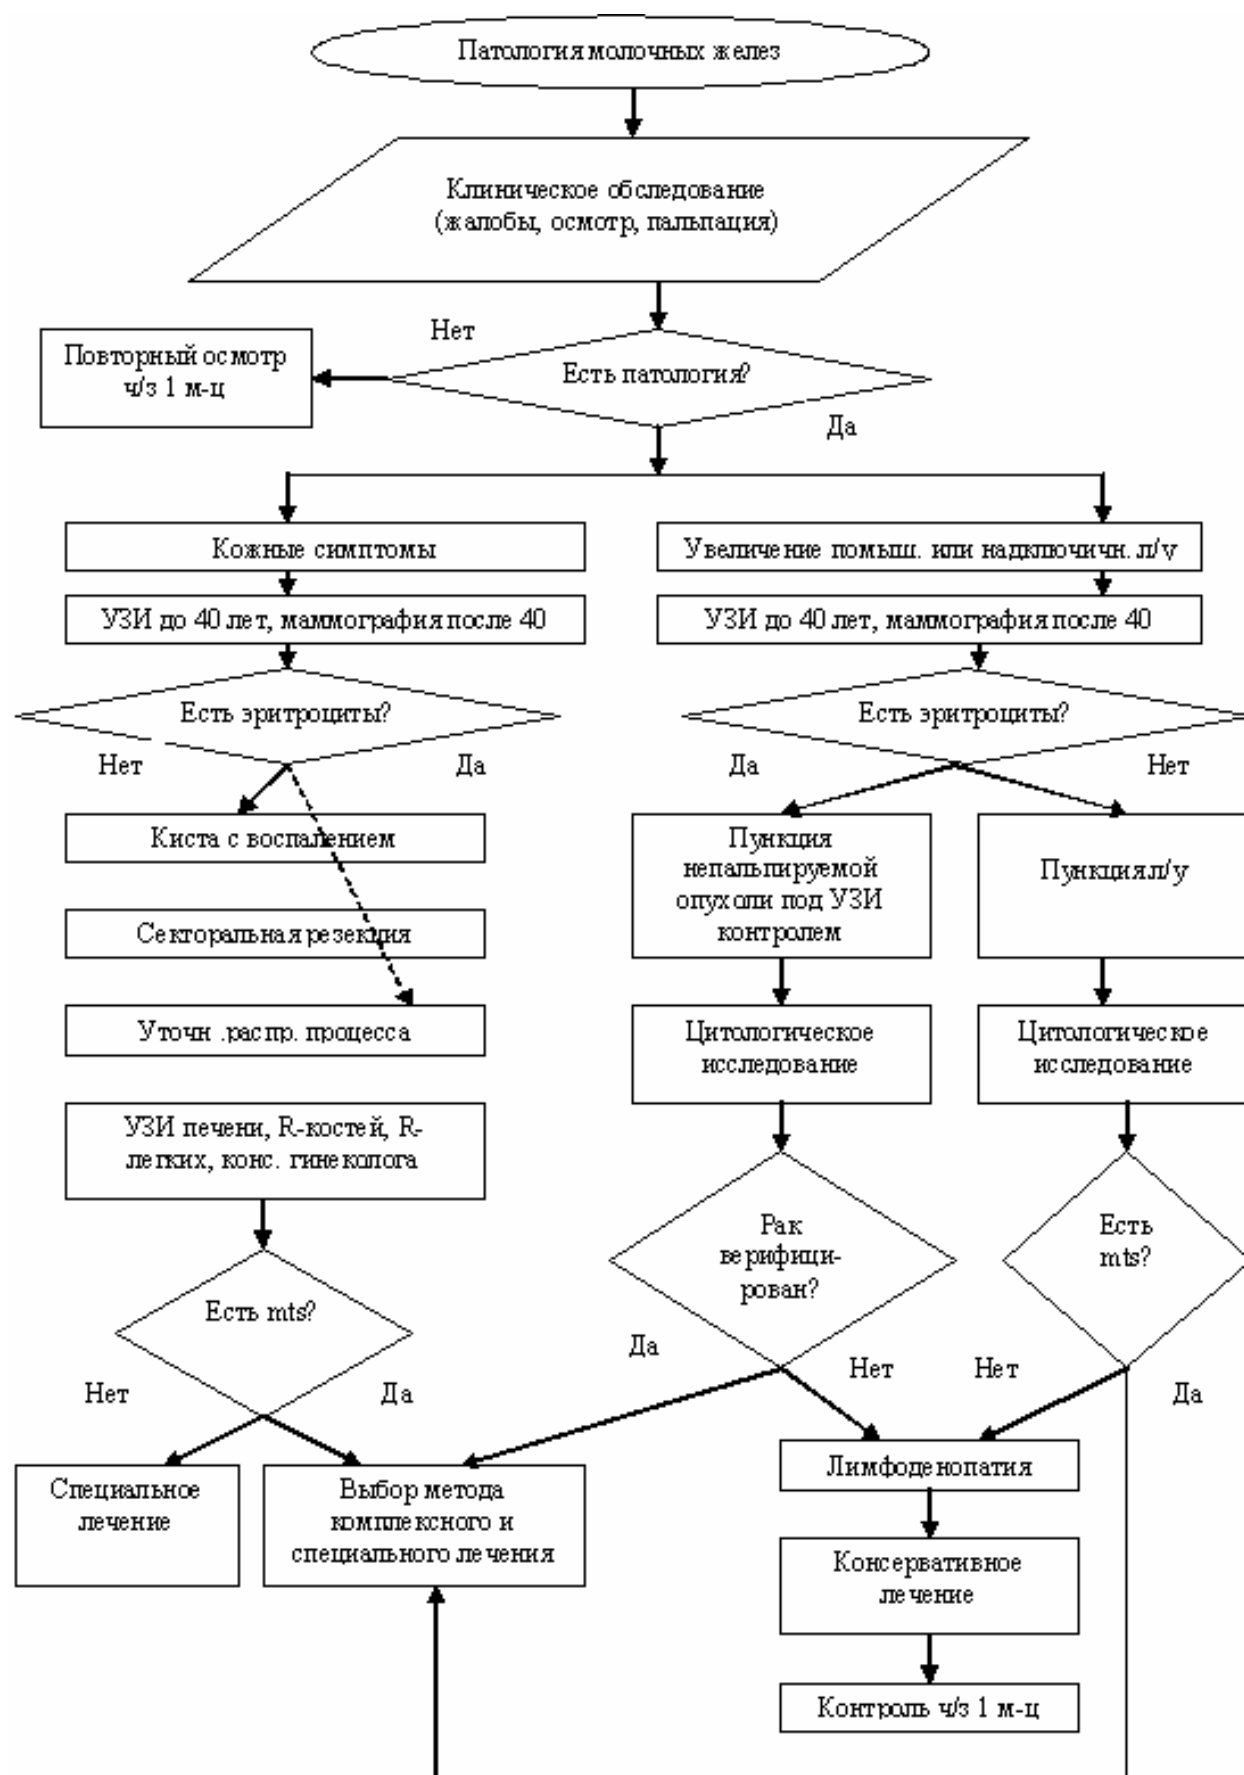 Патология молочных желез
Клиническое обследование
(жалобы, осмотр, пальпация)
Нет
Повторный осмотр
ч/з 1 м-ц
Есть патология?
Да
Кожные симптомы
Увеличение помыш. или надключичн. л/у
УЗИ до 40 лет, маммография после 40
УЗИ до 40 лет, маммография после 40
Есть эритроциты?
Есть эритроциты?
Нет
Да
Да
Нет
Киста с воспалением
Пункция
непальпируемой
опухоли под УЗИ
контролем
Пункция л/у
Секторальная резекция
Уточн .распр. процесса
Цитологическое
исследование
Цитологическое
исследование
УЗИ печени, R-костей, R-
легких, конс. гинеколога
Рак
верифици-
рован?
Есть
mts?
Есть mts?
Да
Нет
Нет
Да
Нет
Да
Лимфоденопатия
Специальное
лечение
Выбор метода
комплексного и
специального лечения
Консервативное
лечение
Контроль ч/з 1 м-ц